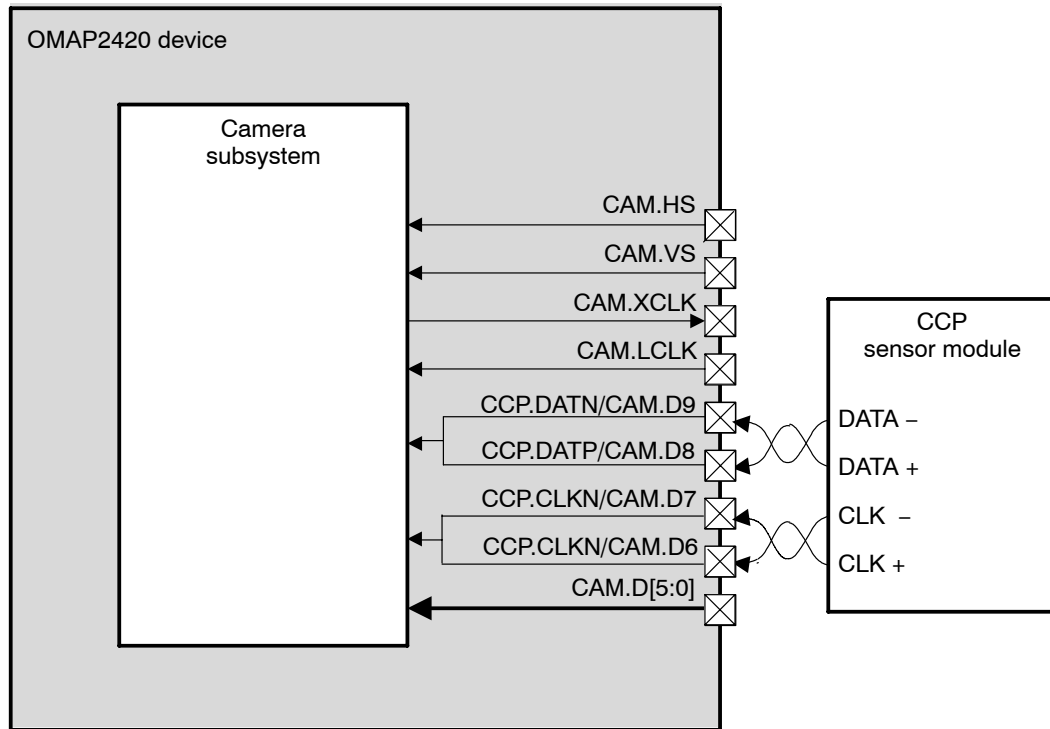 OMAP2420 device
Camera
subsystem
CAM.HS
CAM.VS
CAM.XCLK
CAM.LCLK
CCP.DATN/CAM.D9
CCP.DATP/CAM.D8
CCP.CLKN/CAM.D7
CCP.CLKN/CAM.D6
CAM.D[5:0]
CCP
sensor module
DATA −
DATA +
CLK −
CLK +